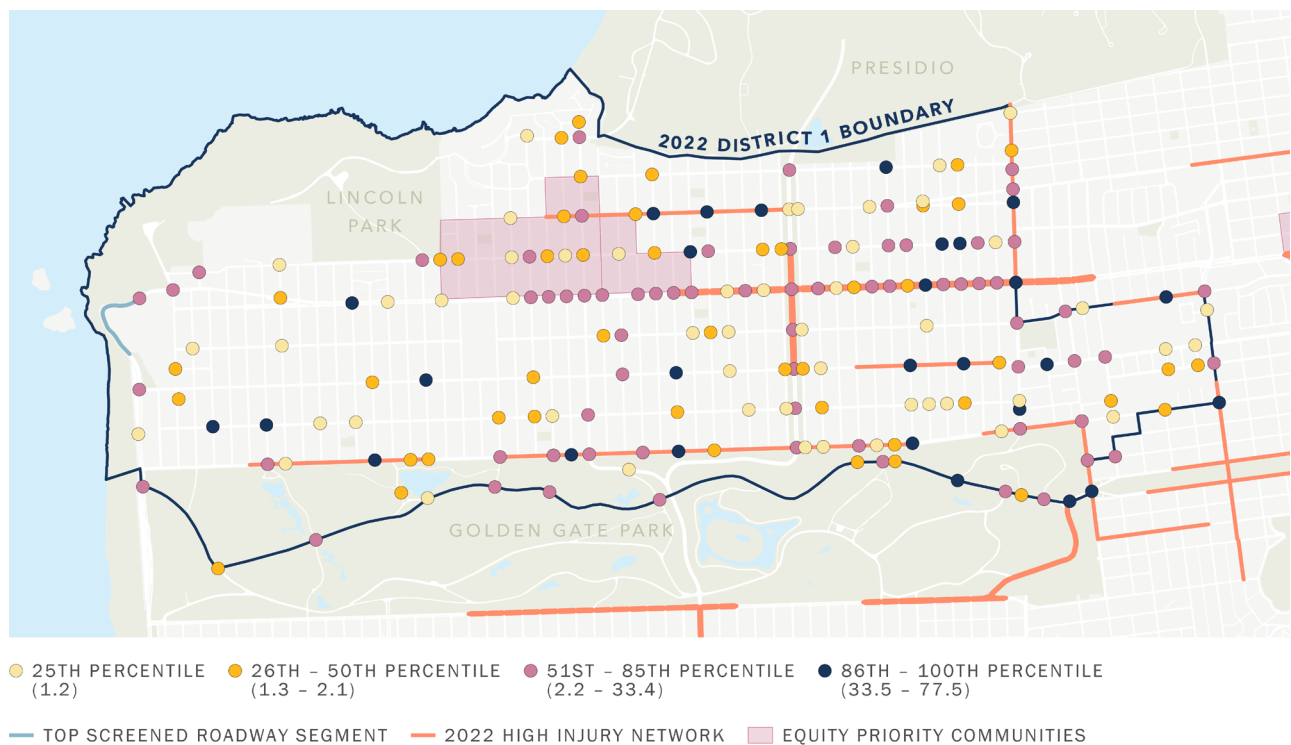 PRESIDIO
2022 DISTRICT 1 BOUNDARY
LINCOLN
PARK
GOLDEN GATE PARK
25TH PERCENTILE
(1.2)
26TH – 50TH PERCENTILE
(1.3 – 2.1)
51ST – 85TH PERCENTILE
(2.2 – 33.4)
86TH – 100TH PERCENTILE
(33.5 – 77.5)
TOP SCREENED ROADWAY SEGMENT
2022 HIGH INJURY NETWORK
EQUITY PRIORITY COMMUNITIES